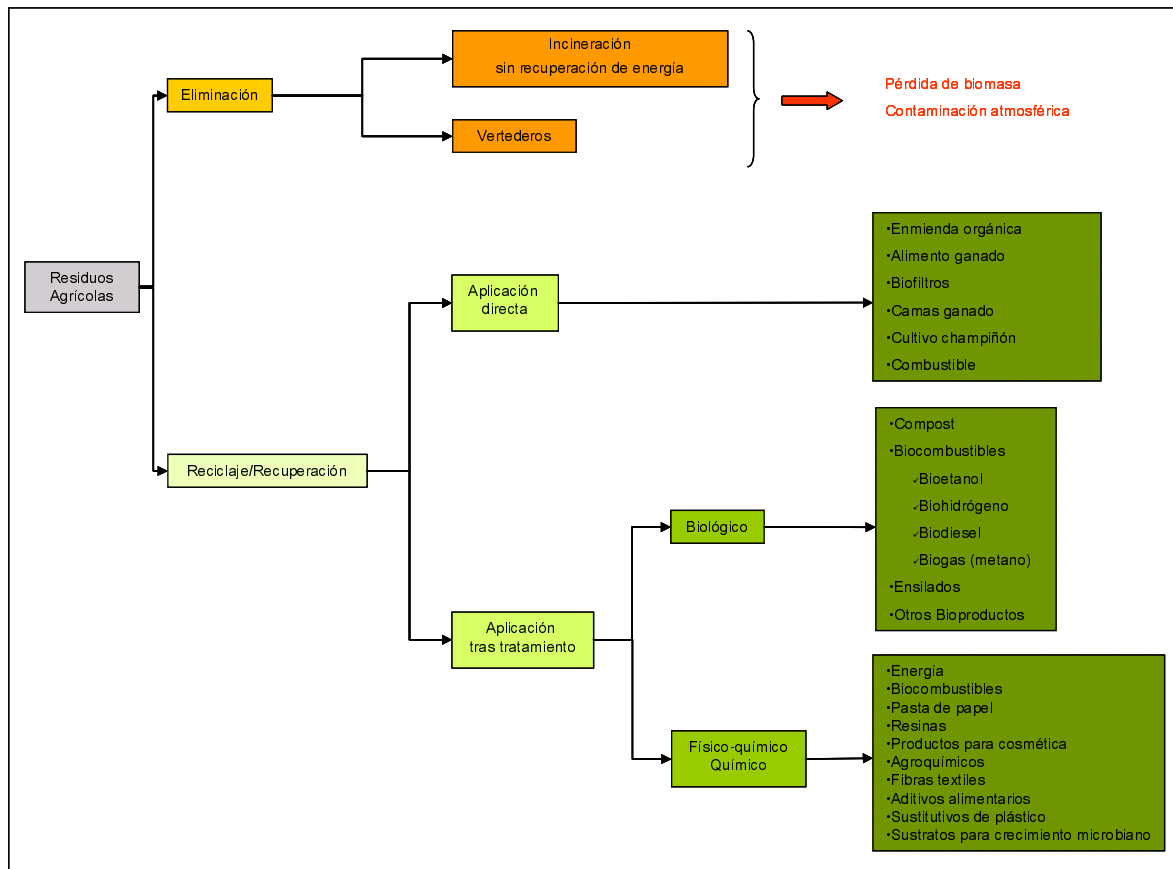 Incineración
sin recuperación de energía
Eliminación
Vertederos
Pérdida de biomasa
Contaminación atmosférica
Residuos
Agrícolas
Aplicación
directa
•Enmienda orgánica
•Alimento ganado
•Biofiltros
•Camas ganado
•Cultivo champiñón
•Combustible
Reciclaje/Recuperación
Biológico
•Compost
•Biocombustibles
✓Bioetanol
✓Biohidrógeno
✓Biodiesel
✓Biogas (metano)
•Ensilados
•Otros Bioproductos
Aplicación
tras tratamiento
Físico-químico
Químico
•Energía
•Biocombustibles
•Pasta de papel
•Resinas
•Productos para cosmética
•Agroquímicos
•Fibras textiles
•Aditivos alimentarios
•Sustitutivos de plástico
•Sustratos para crecimiento microbiano